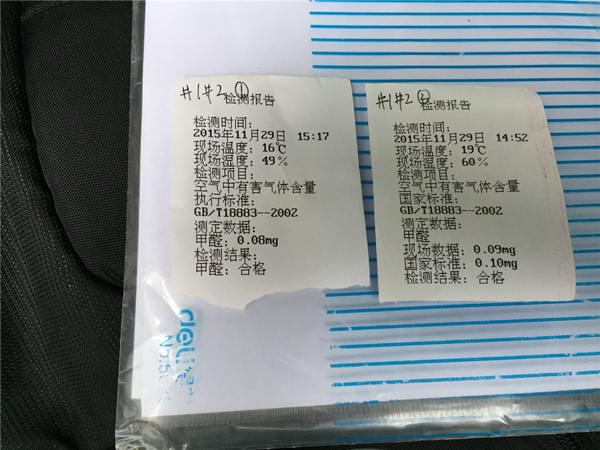 #1#2 ①
检测报告
检测时间:
2015年11月29日 15:17
现场温度: 16℃
现场湿度: 49%
检测项目:
空气中有害气体含量
执行标准:
GB/T18883--2002
测定数据:
甲醛: 0.08mg
检测结果:
甲醛: 合格
#1#2 ②
检测报告
检测时间:
2015年11月29日 14:52
现场温度: 19℃
现场湿度: 60%
检测项目:
空气中有害气体含量
国家标准:
GB/T18883--2002
测定数据:
甲醛
现场数据: 0.09mg
国家标准: 0.10mg
检测结果: 合格
deli